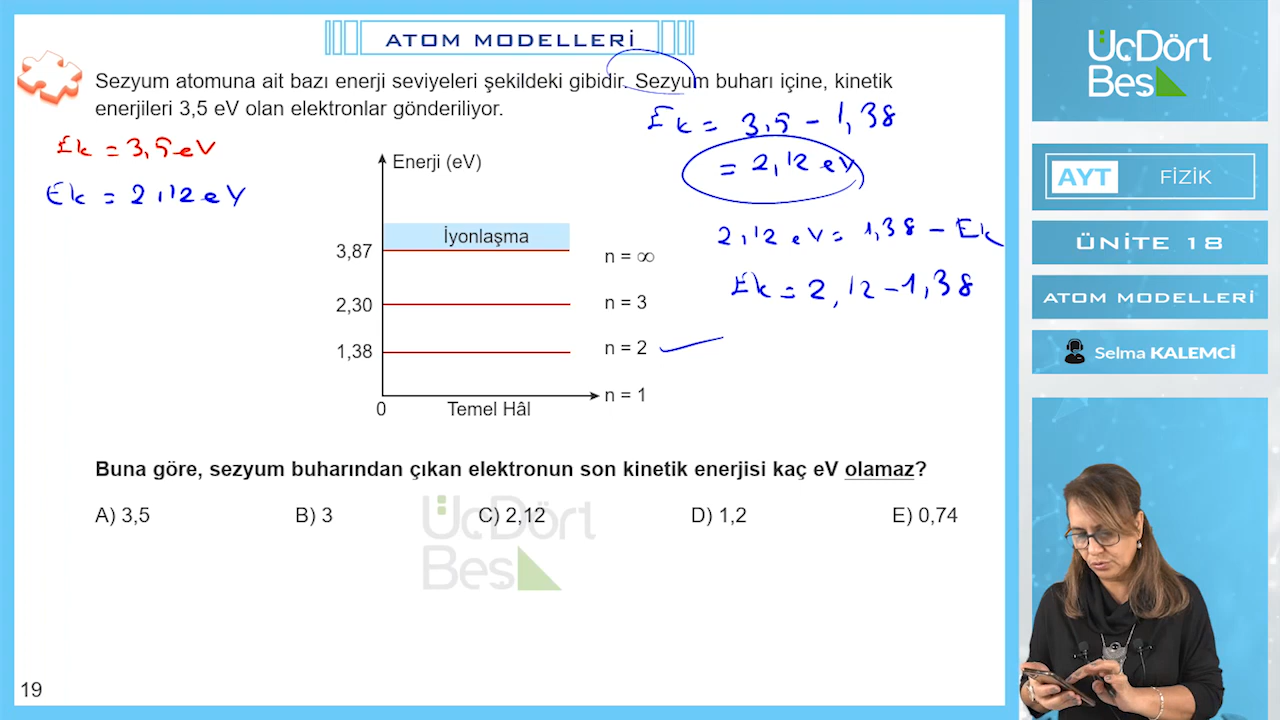 ATOM MODELLERİ
Sezyum atomuna ait bazı enerji seviyeleri şekildeki gibidir. Sezyum buharı içine, kinetik
enerjileri 3,5 eV olan elektronlar gönderiliyor.
Ek = 3,5 eV
Ek = 2,12 eV
Ek = 3,5 - 1,38
= 2,12 eV
2,12 eV = 1,38 - Ek
Ek = 2,12 - 1,38
Enerji (eV)
İyonlaşma
3,87
n = ∞
2,30
n = 3
1,38
n = 2
n = 1
0
Temel Hâl
Buna göre, sezyum buharından çıkan elektronun son kinetik enerjisi kaç eV olamaz?
A) 3,5 B) 3 C) 2,12 D) 1,2 E) 0,74
ÜçDört
Beş
19
ÜçDört
Beş
AYT FİZİK
ÜNİTE 18
ATOM MODELLERİ
Selma KALEMCİ